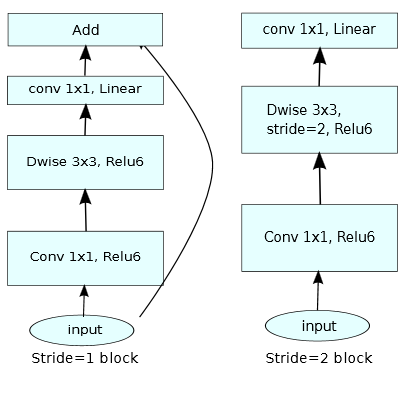 Add
conv 1x1, Linear
Dwise 3x3, Relu6
Conv 1x1, Relu6
input
Stride=1 block
conv 1x1, Linear
Dwise 3x3,
stride=2, Relu6
Conv 1x1, Relu6
input
Stride=2 block